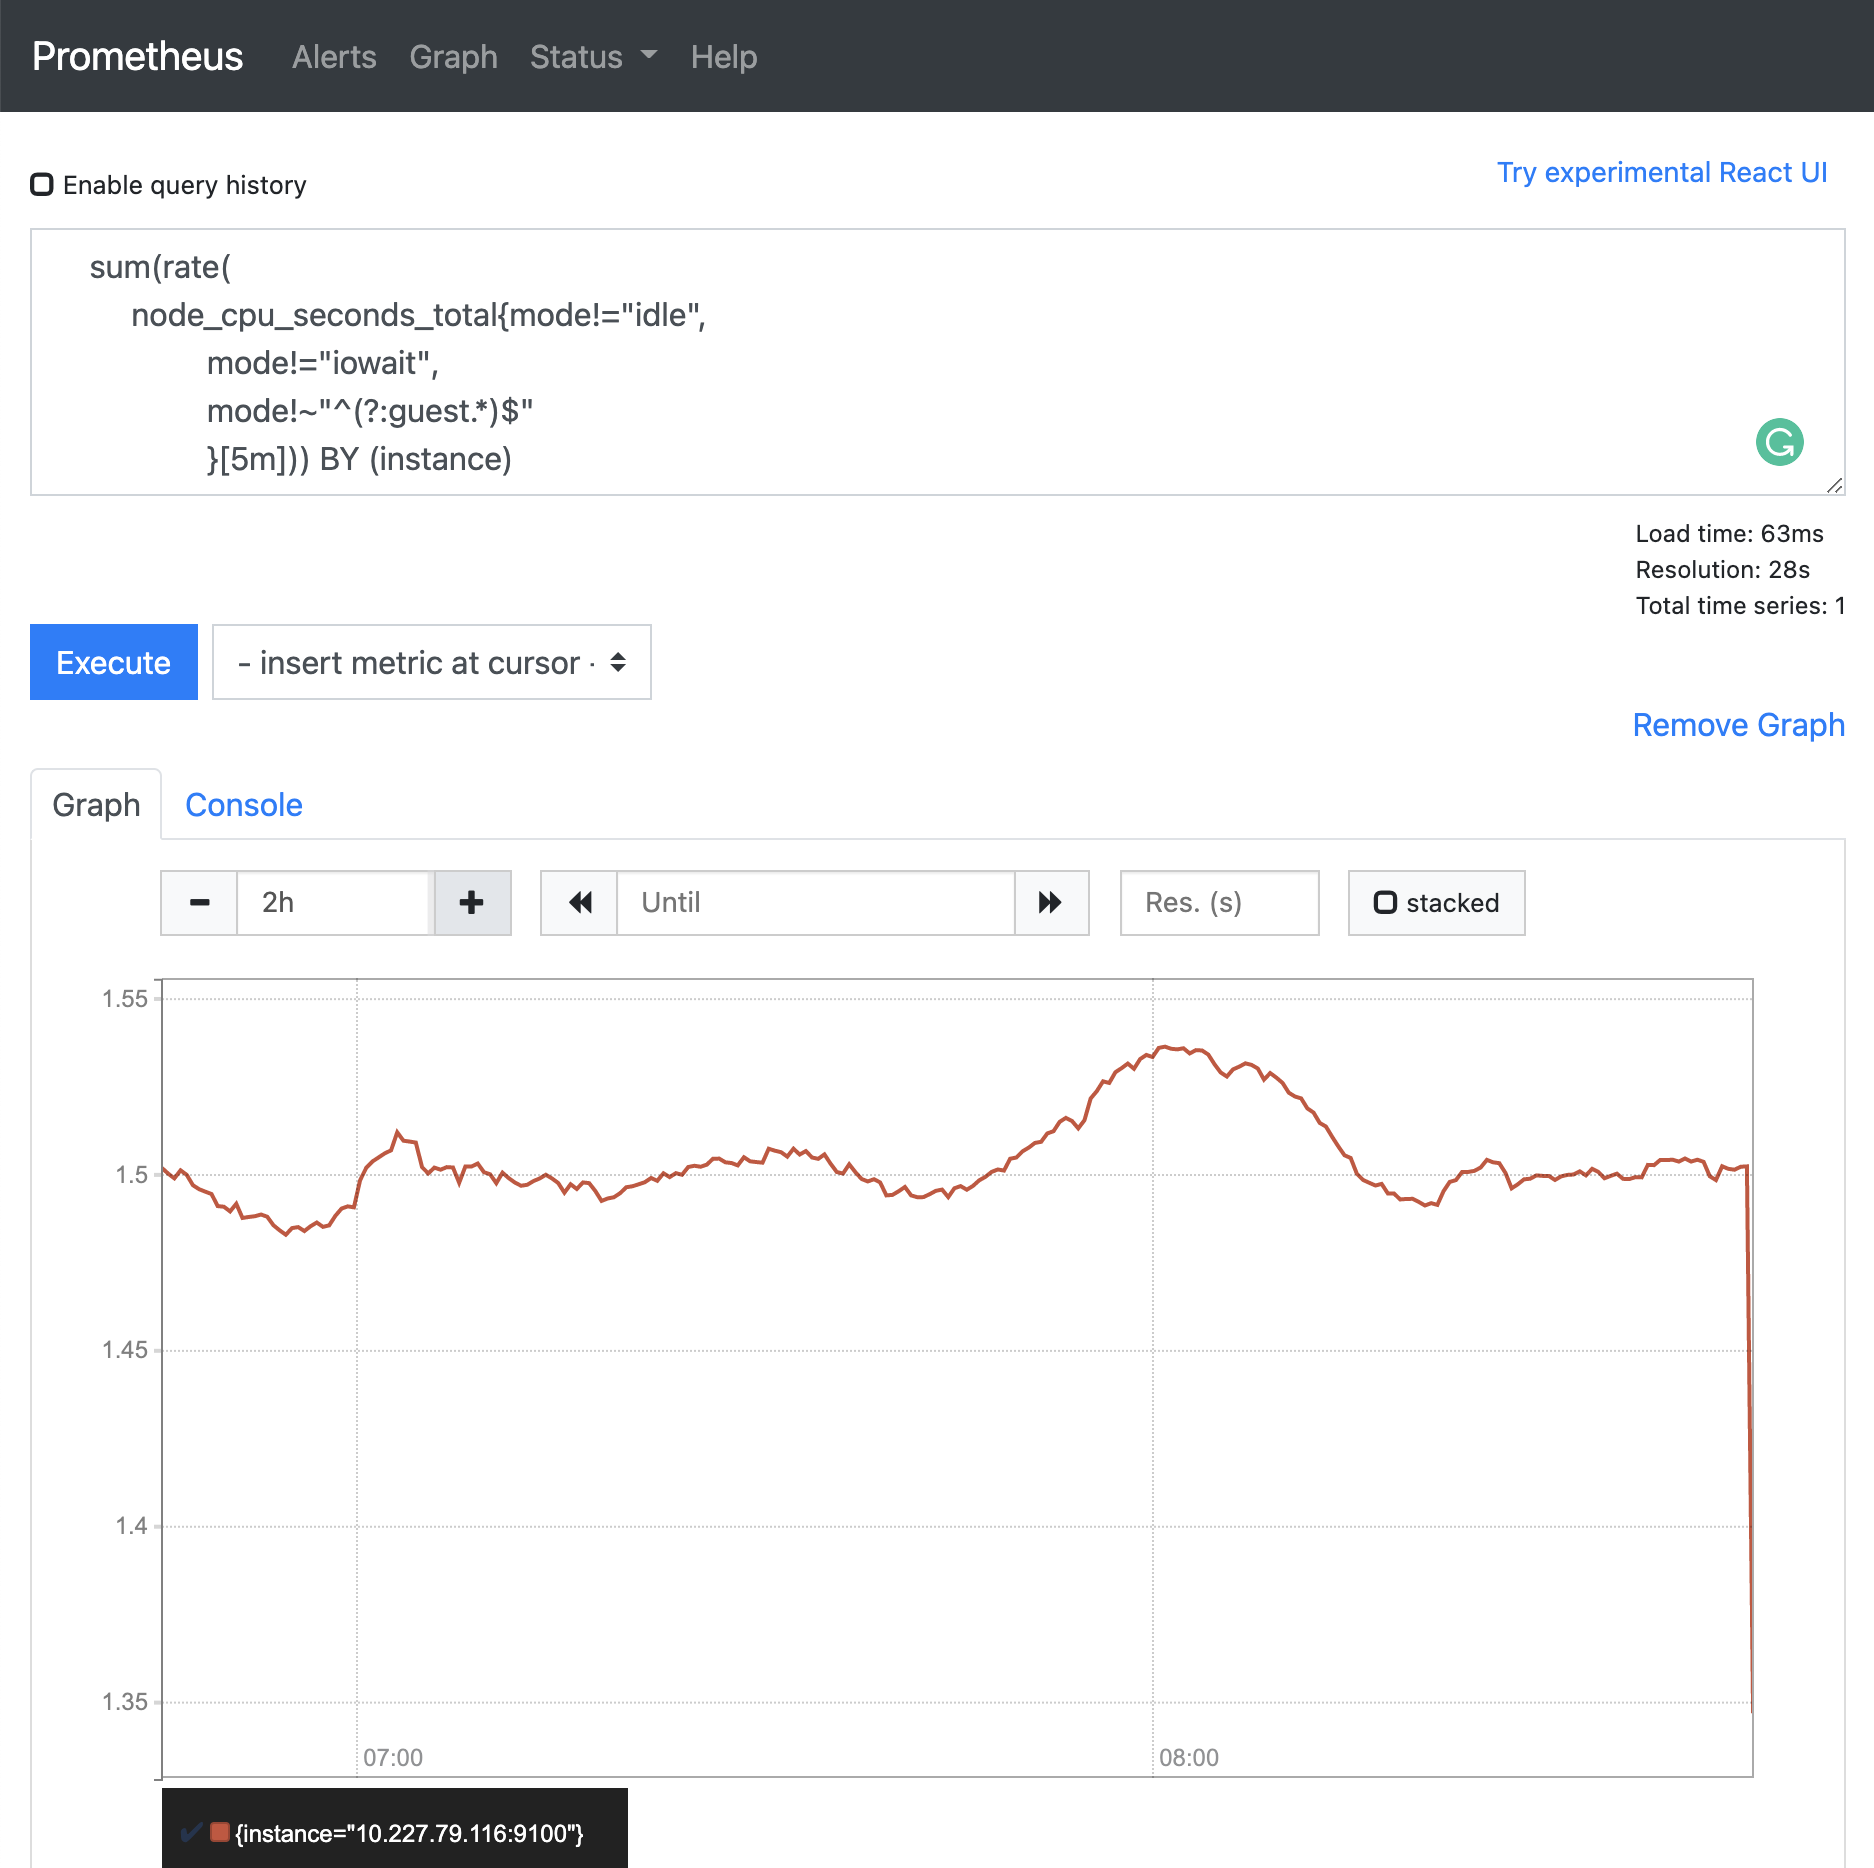 Prometheus Alerts Graph Status Help
Try experimental React UI
Enable query history
sum(rate(
node_cpu_seconds_total{mode!="idle",
mode!="iowait",
mode!~"^(?:guest.*)$"
}[5m])) BY (instance)
Load time: 63ms
Resolution: 28s
Total time series: 1
Execute - insert metric at cursor -
Remove Graph
Graph Console
2h Until Res. (s) stacked
1.55
1.5
1.45
1.4
1.35
07:00 08:00
{instance="10.227.79.116:9100"}